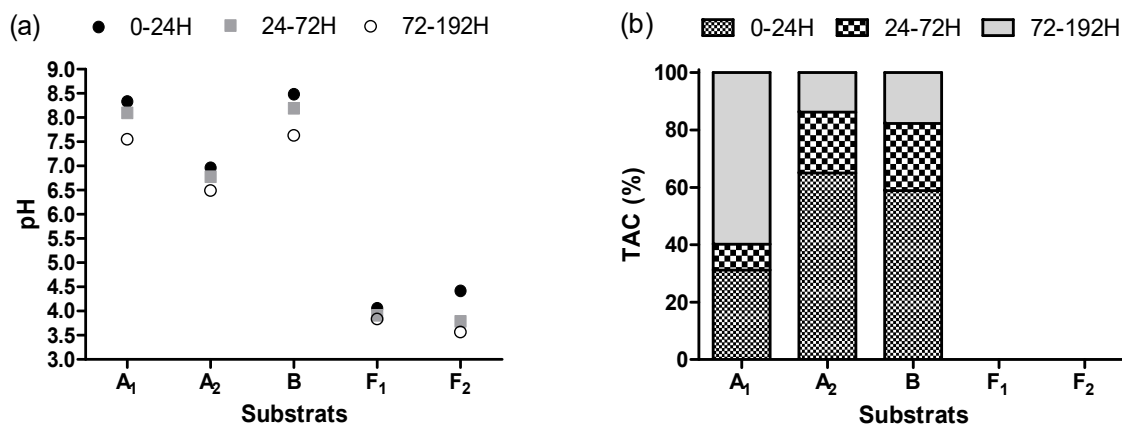 (a) 0-24H 24-72H 72-192H
9.0
8.5
8.0
7.5
7.0
6.5
6.0
5.5
5.0
4.5
4.0
3.5
3.0
pH
A₁ A₂ B F₁ F₂
Substrats
(b) 0-24H 24-72H 72-192H
100
80
60
40
20
0
TAC (%)
A₁ A₂ B F₁ F₂
Substrats